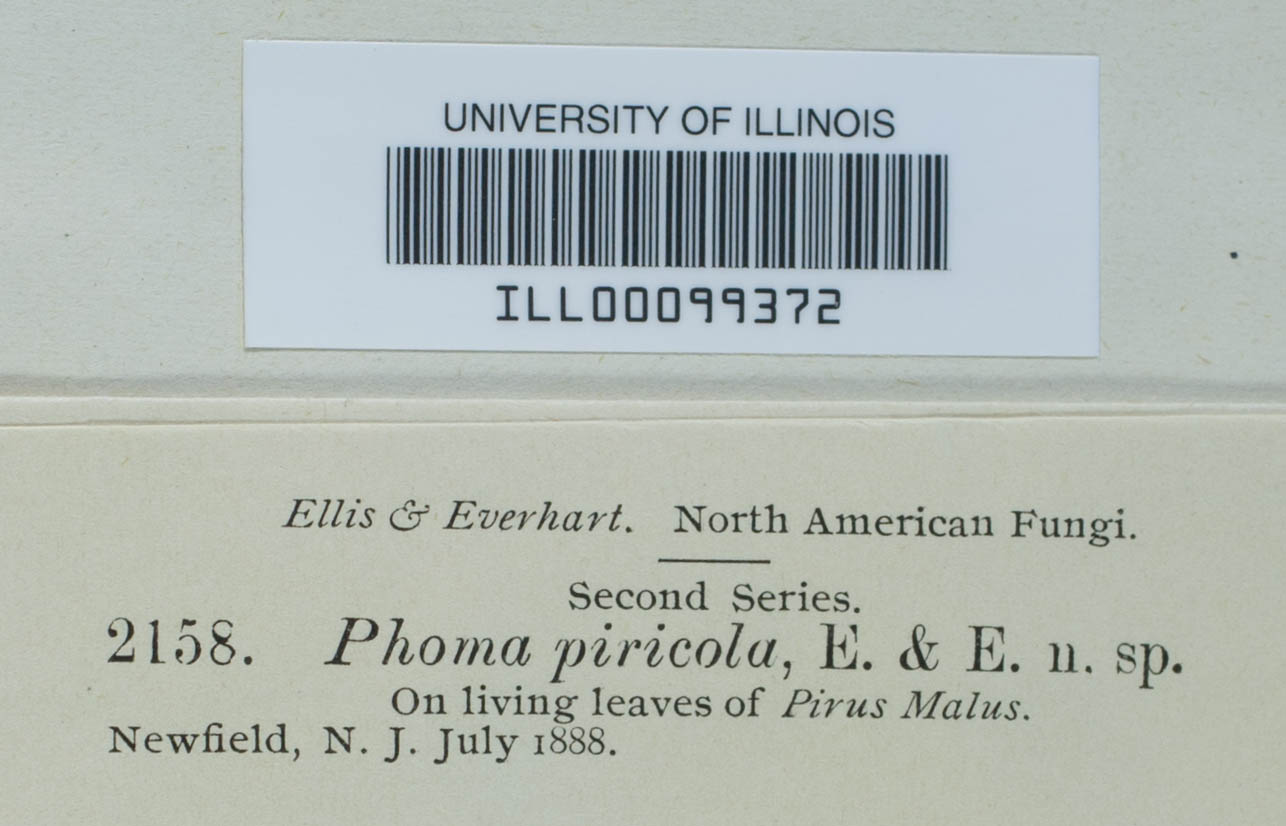 UNIVERSITY OF ILLINOIS
ILL00099372
Ellis & Everhart. North American Fungi.
Second Series.
2158. Phoma piricola, E. & E. n. sp.
On living leaves of Pirus Malus.
Newfield, N. J. July 1888.